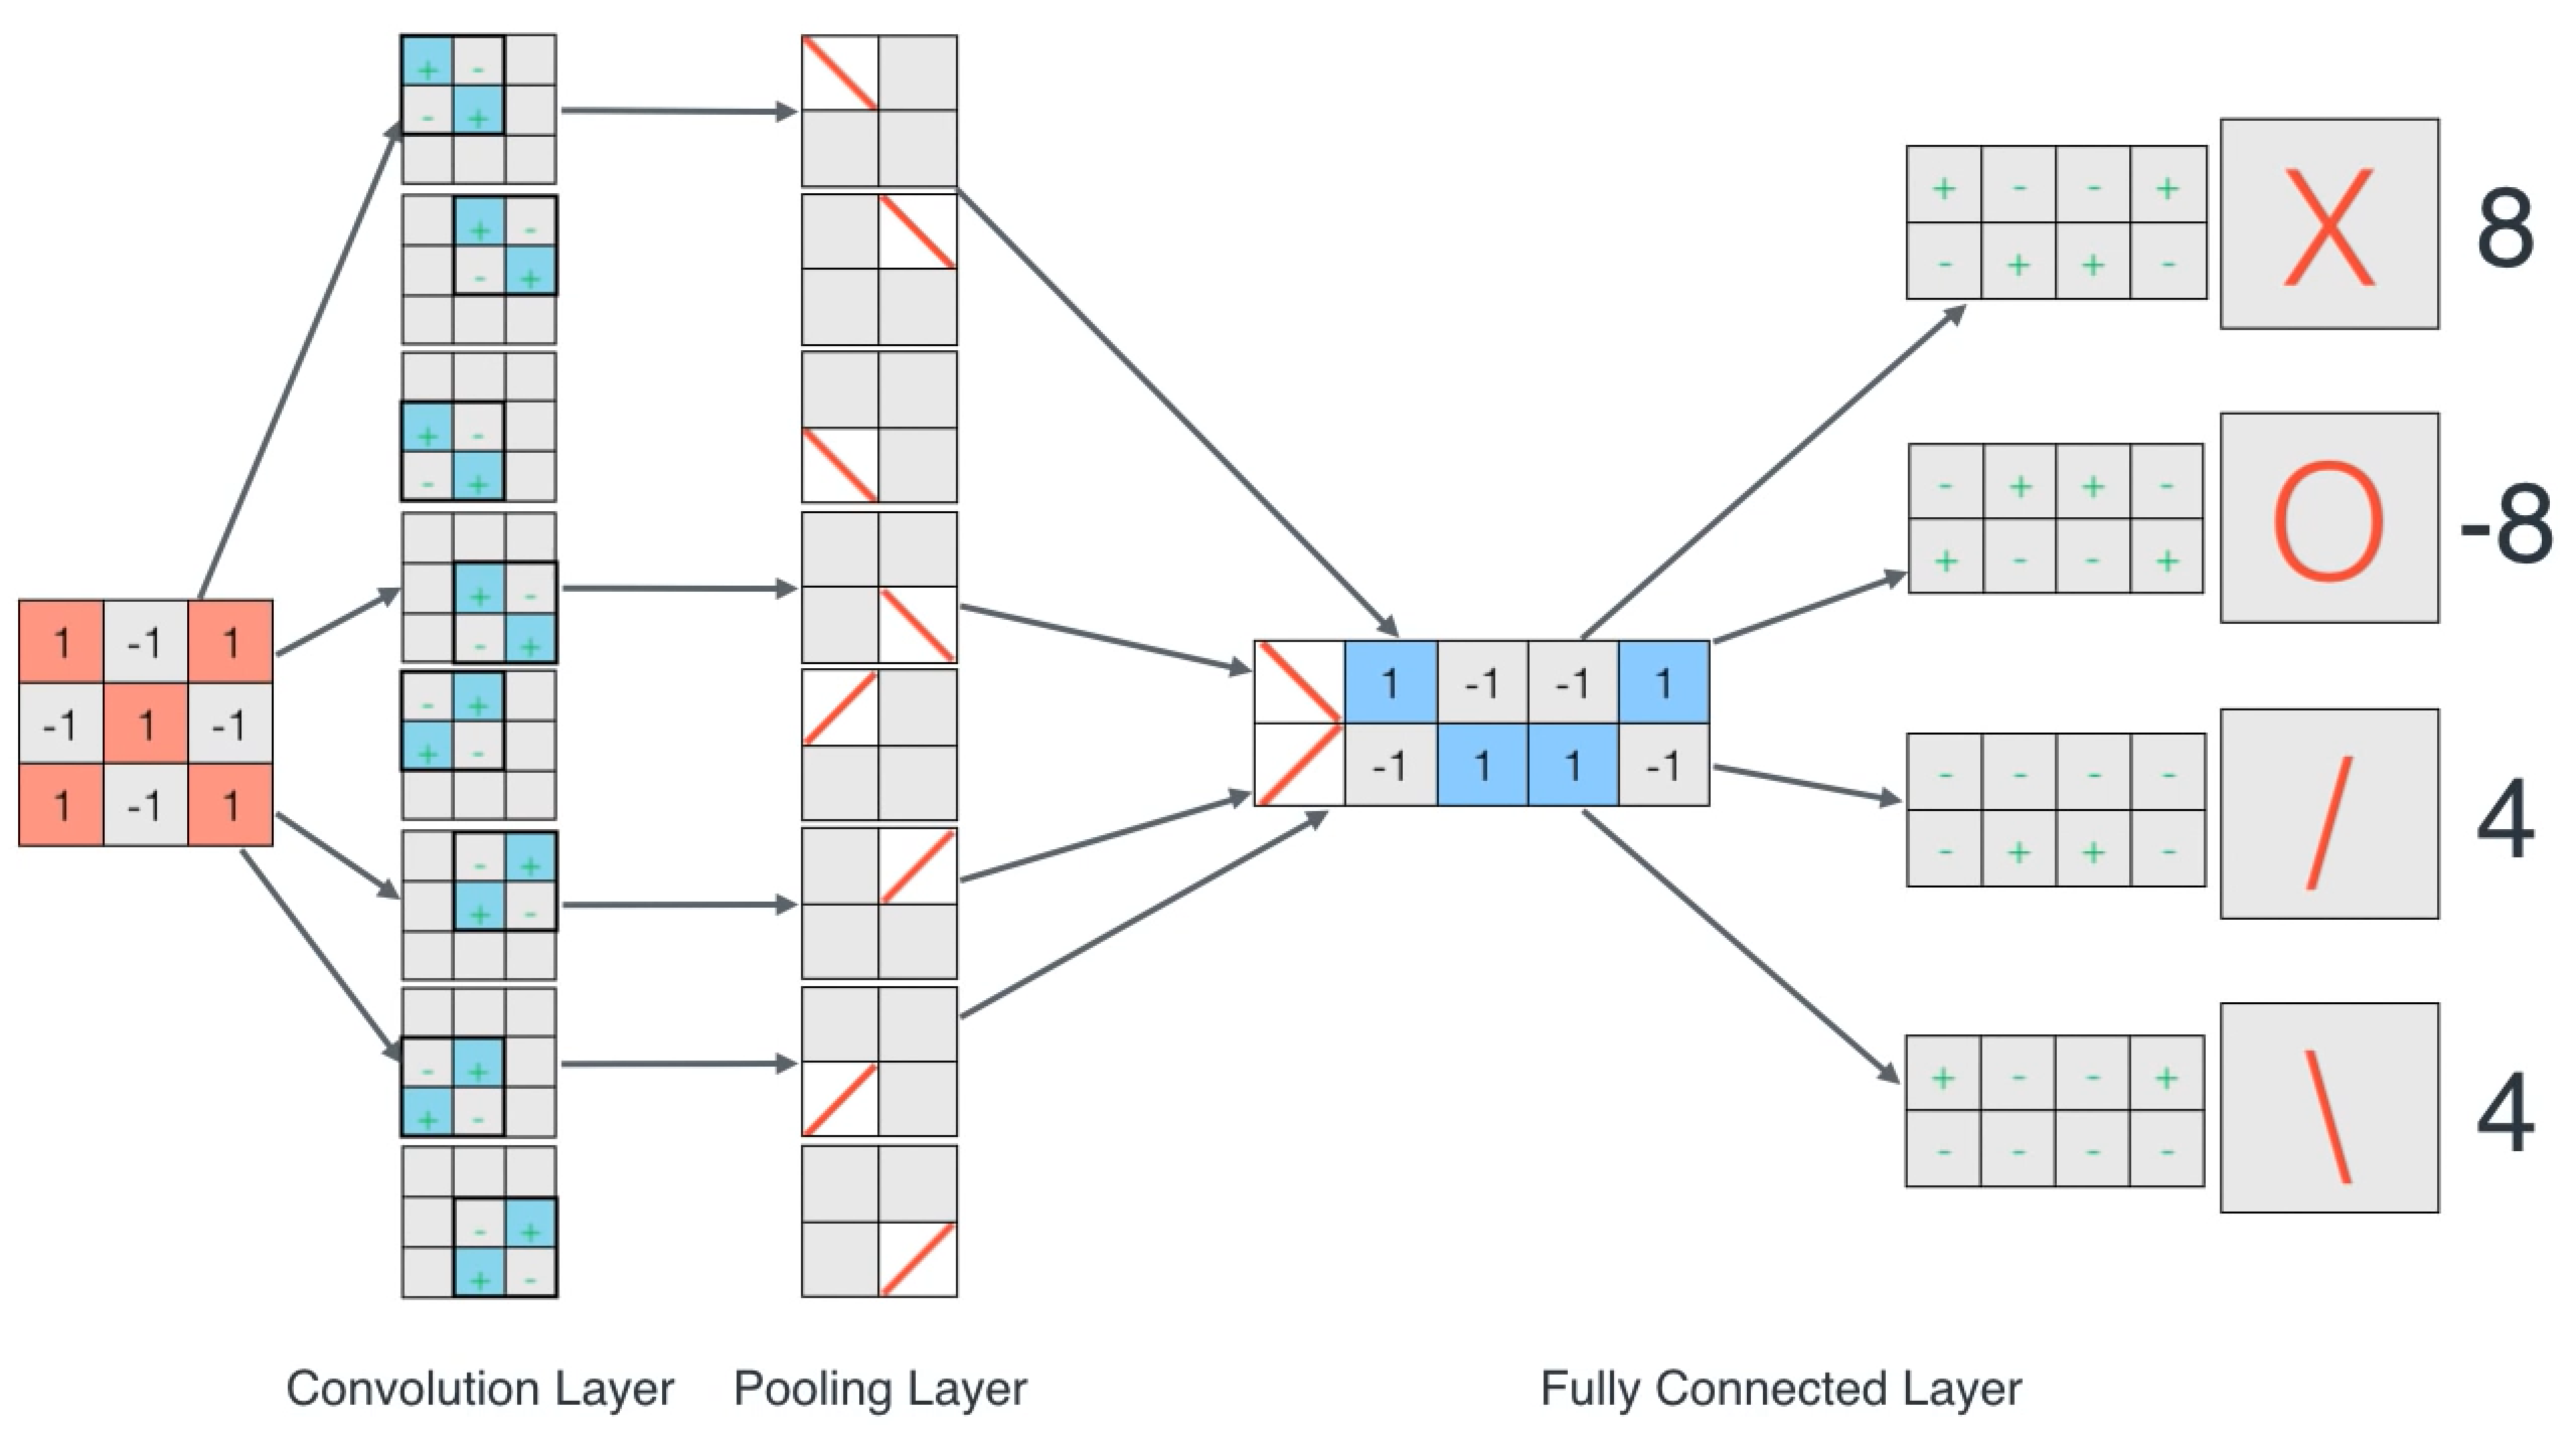 + -
- +
+ -
- +
+ -
- +
+ -
- +
- +
+ -
- +
+ -
- +
+ -
- +
+ -
1 -1 1
-1 1 -1
1 -1 1
1 -1 -1 1
-1 1 1 -1
+ - - +
- + + -
X
8
- + + -
+ - - +
O
-8
- - - -
- + + -
/
4
+ - - +
- - - -
\
4
Convolution Layer
Pooling Layer
Fully Connected Layer